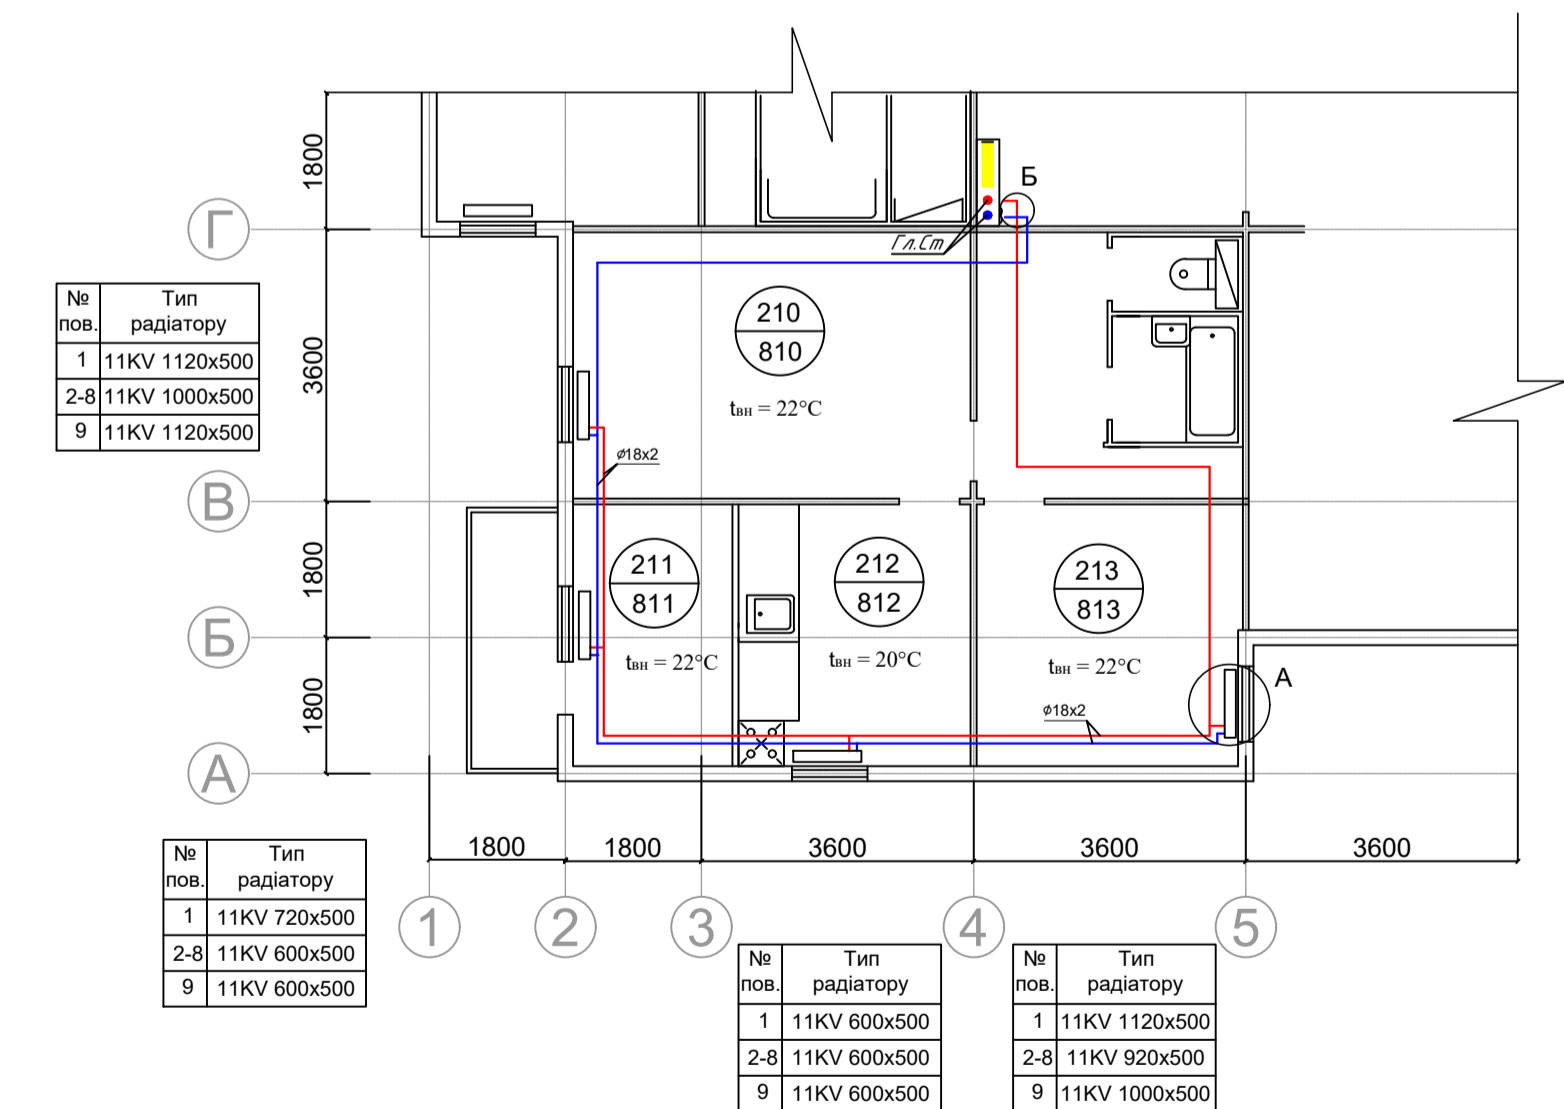 1800
Б
Г
Гл.Ст
№ пов. Тип радіатору
1 11KV 1120x500
2-8 11KV 1000x500
9 11KV 1120x500
3600
210
810
tвн = 22°C
ø18x2
В
1800
211
811
tвн = 22°C
212
812
tвн = 20°C
213
813
tвн = 22°C
Б
А
1800
ø18x2
А
1800
1800
3600
3600
3600
№ пов. Тип радіатору
1 11KV 720x500
2-8 11KV 600x500
9 11KV 600x500
1
2
3
4
5
№ пов. Тип радіатору
1 11KV 600x500
2-8 11KV 600x500
9 11KV 600x500
№ пов. Тип радіатору
1 11KV 1120x500
2-8 11KV 920x500
9 11KV 1000x500